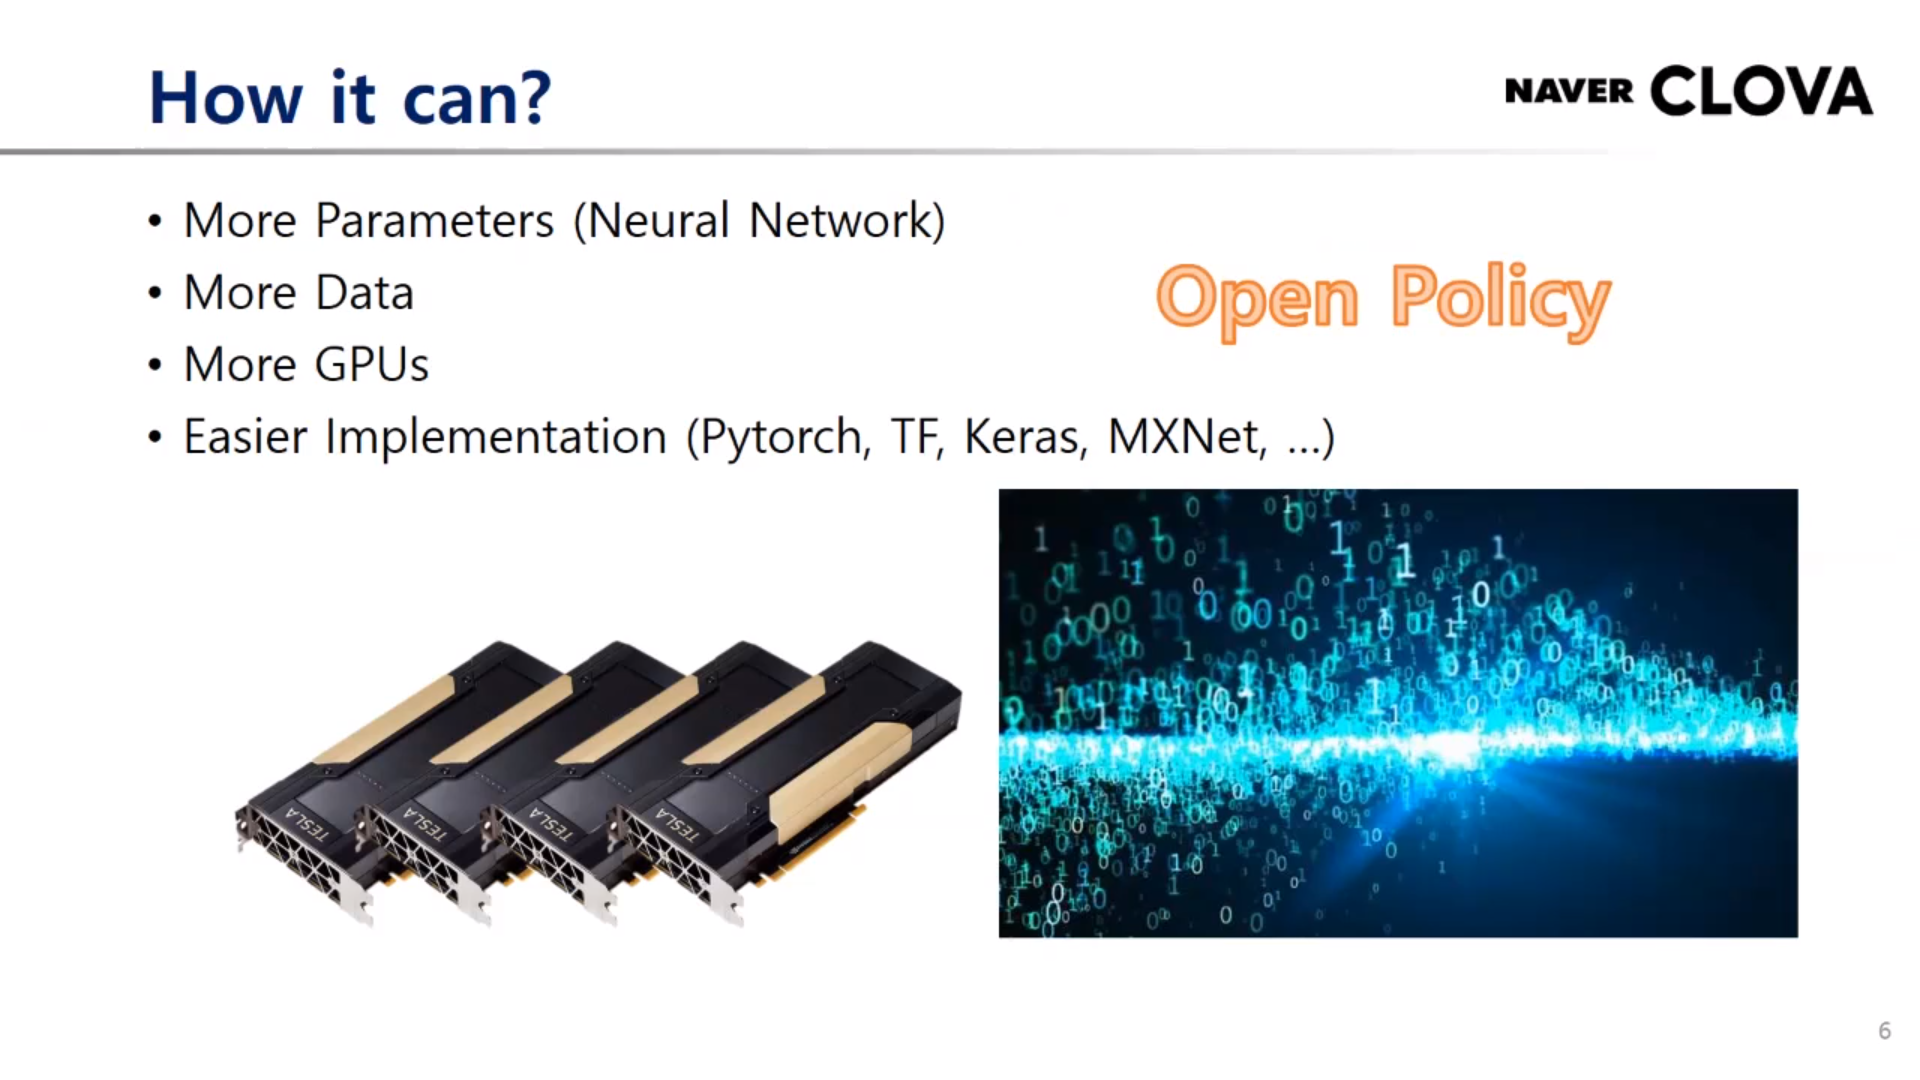 How it can?
NAVER CLOVA
• More Parameters (Neural Network)
• More Data
• More GPUs
• Easier Implementation (Pytorch, TF, Keras, MXNet, ...)
Open Policy
TESLA
TESLA
TESLA
TESLA
6